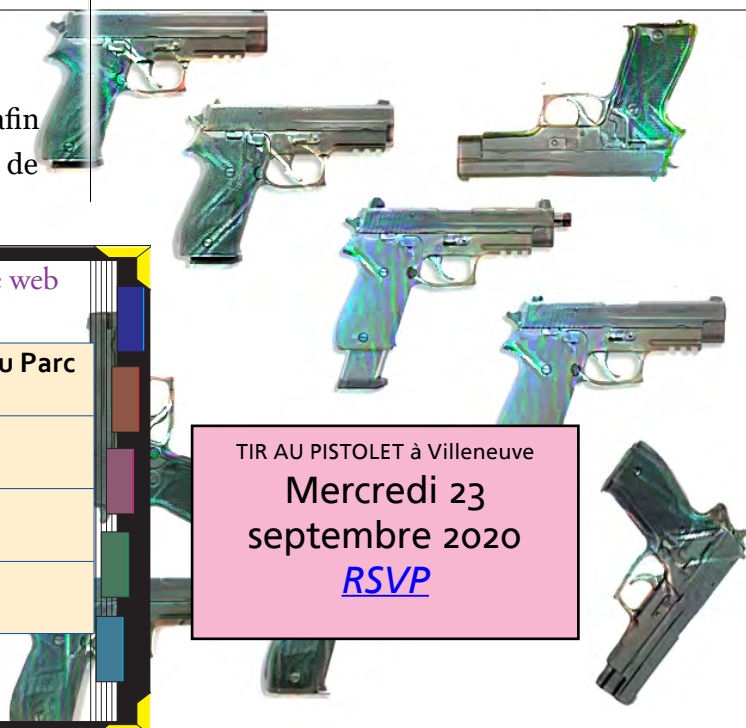 afin
de
web
u Parc
TIR AU PISTOLET à Villeneuve
Mercredi 23
septembre 2020
RSVP